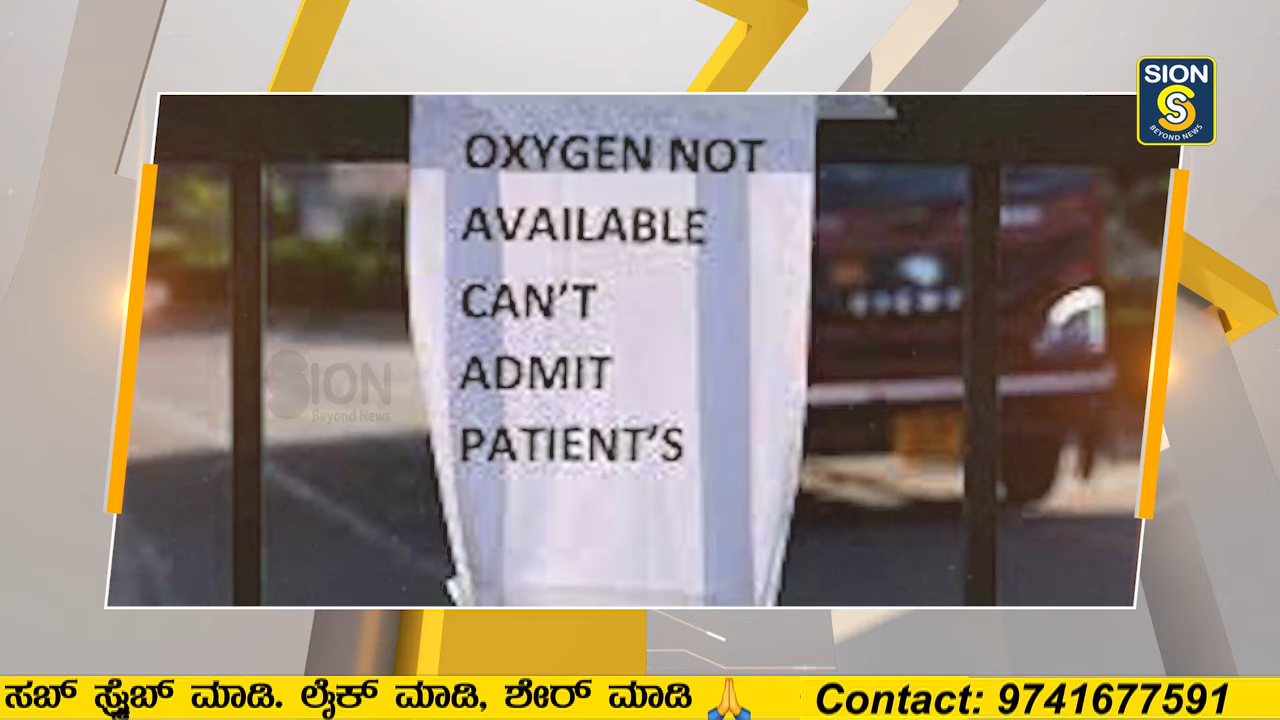 SION
S
BEYOND NEWS
OXYGEN NOT
AVAILABLE
CAN'T
ADMIT
PATIENT'S
SION
Beyond News
ಸಬ್ ಸ್ಕ್ರೈಬ್ ಮಾಡಿ. ಲೈಕ್ ಮಾಡಿ, ಶೇರ್ ಮಾಡಿ 🙏 Contact: 9741677591